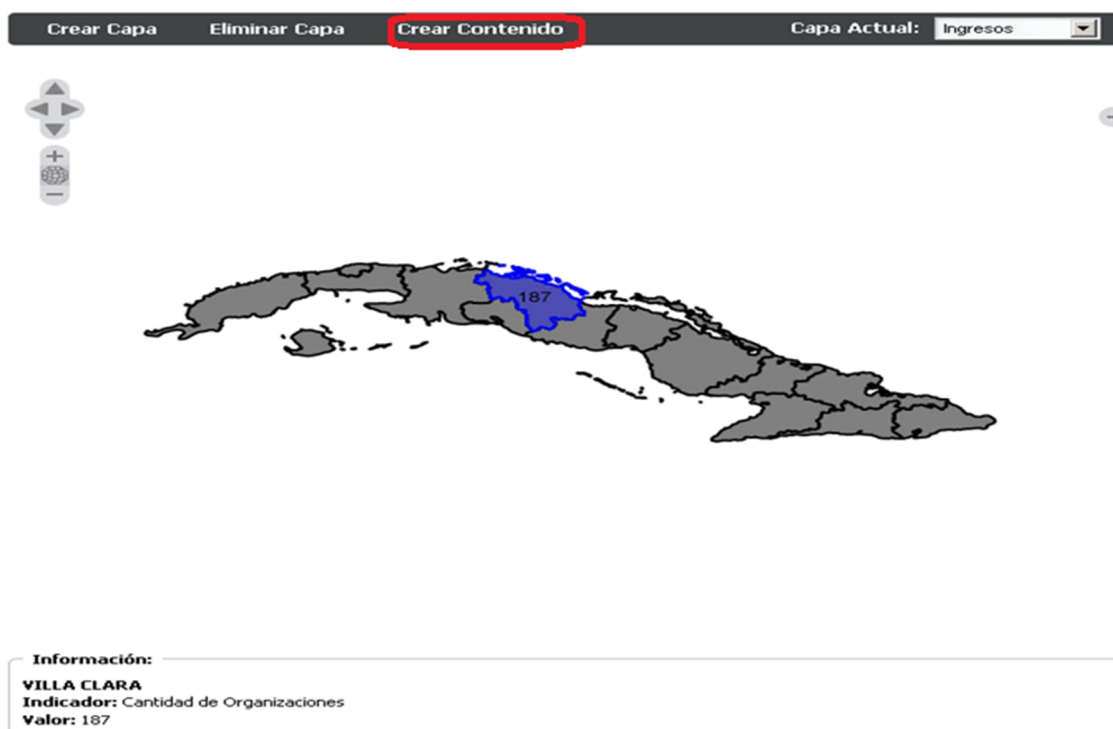 Crear Capa Eliminar Capa Crear Contenido Capa Actual: Ingresos
187
Información:
VILLA CLARA
Indicador: Cantidad de Organizaciones
Valor: 187